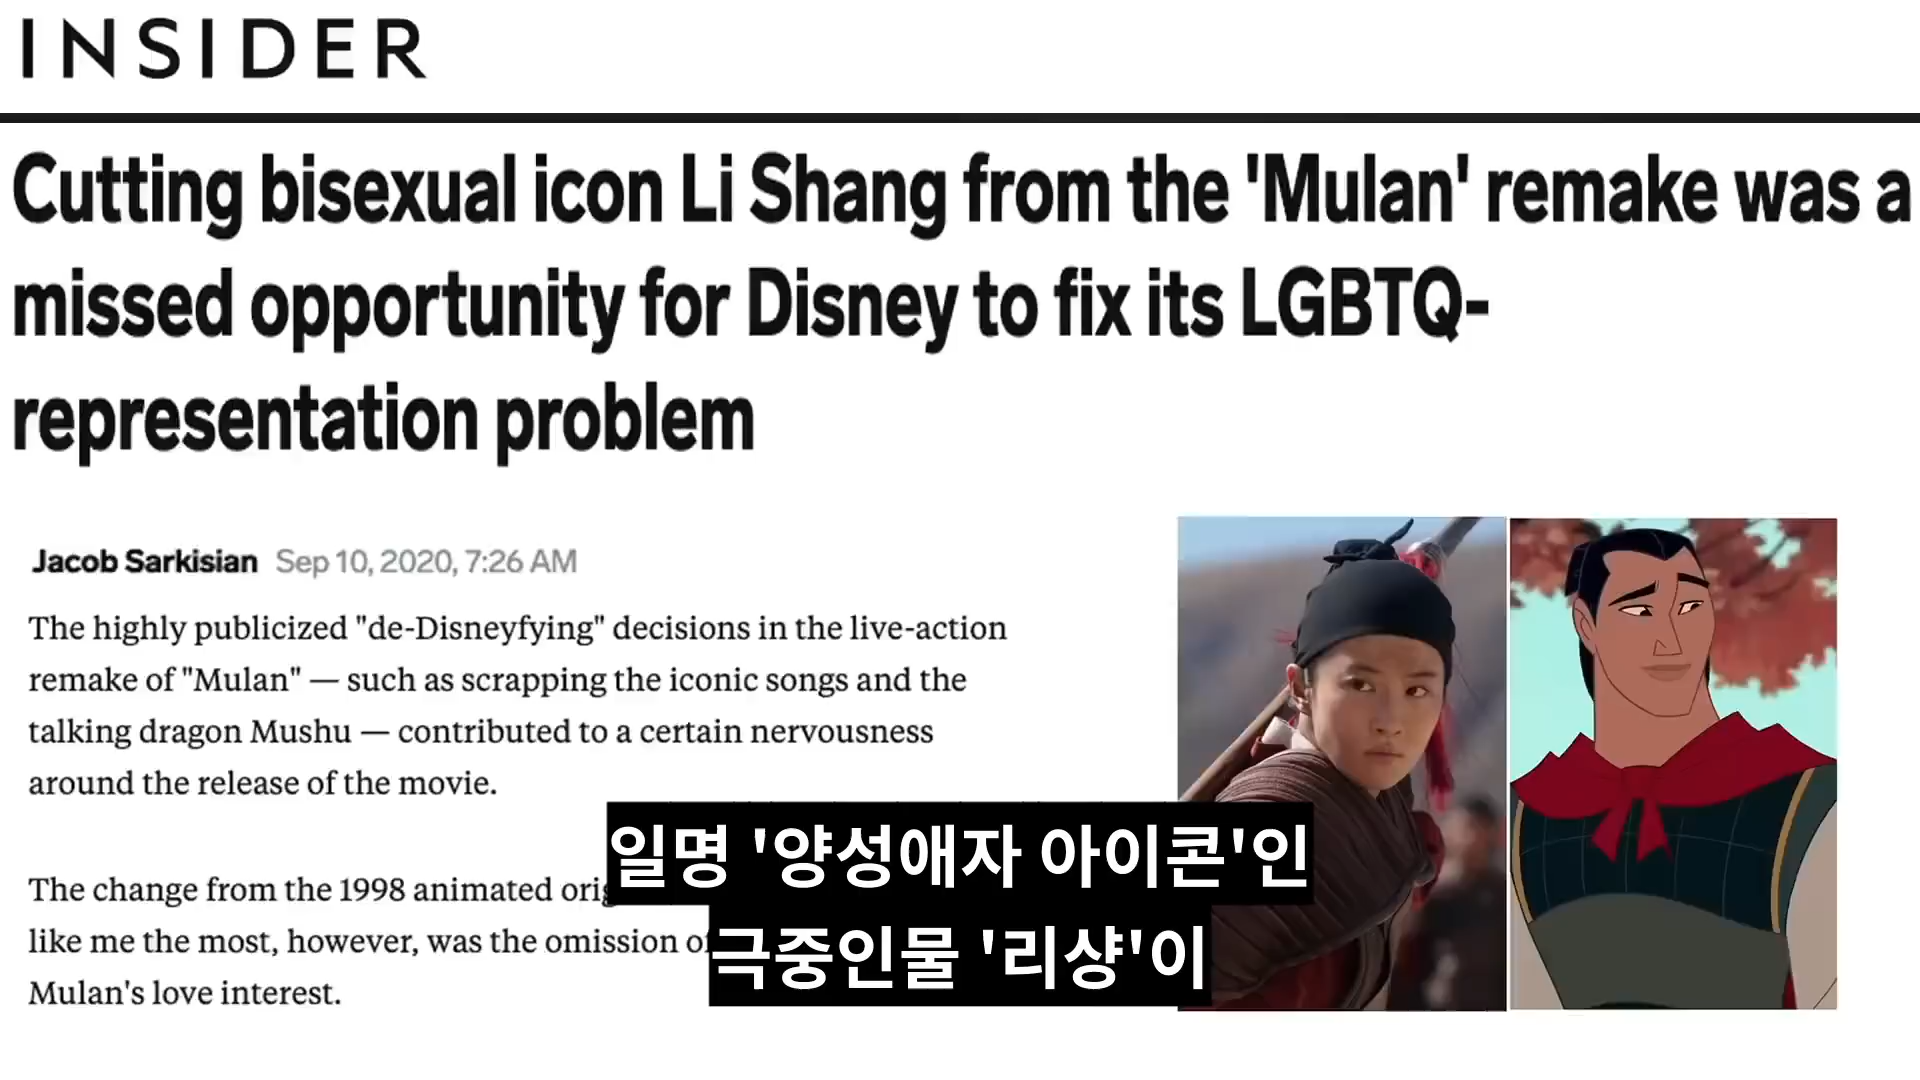 INSIDER
Cutting bisexual icon Li Shang from the 'Mulan' remake was a
missed opportunity for Disney to fix its LGBTQ-
representation problem
Jacob Sarkisian Sep 10, 2020, 7:26 AM
The highly publicized "de-Disneyfying" decisions in the live-action
remake of "Mulan" — such as scrapping the iconic songs and the
talking dragon Mushu — contributed to a certain nervousness
around the release of the movie.
The change from the 1998 animated
like me the most, however, was the omission
Mulan's love interest.
일명 '양성애자 아이콘'인
극중인물 '리샹'이